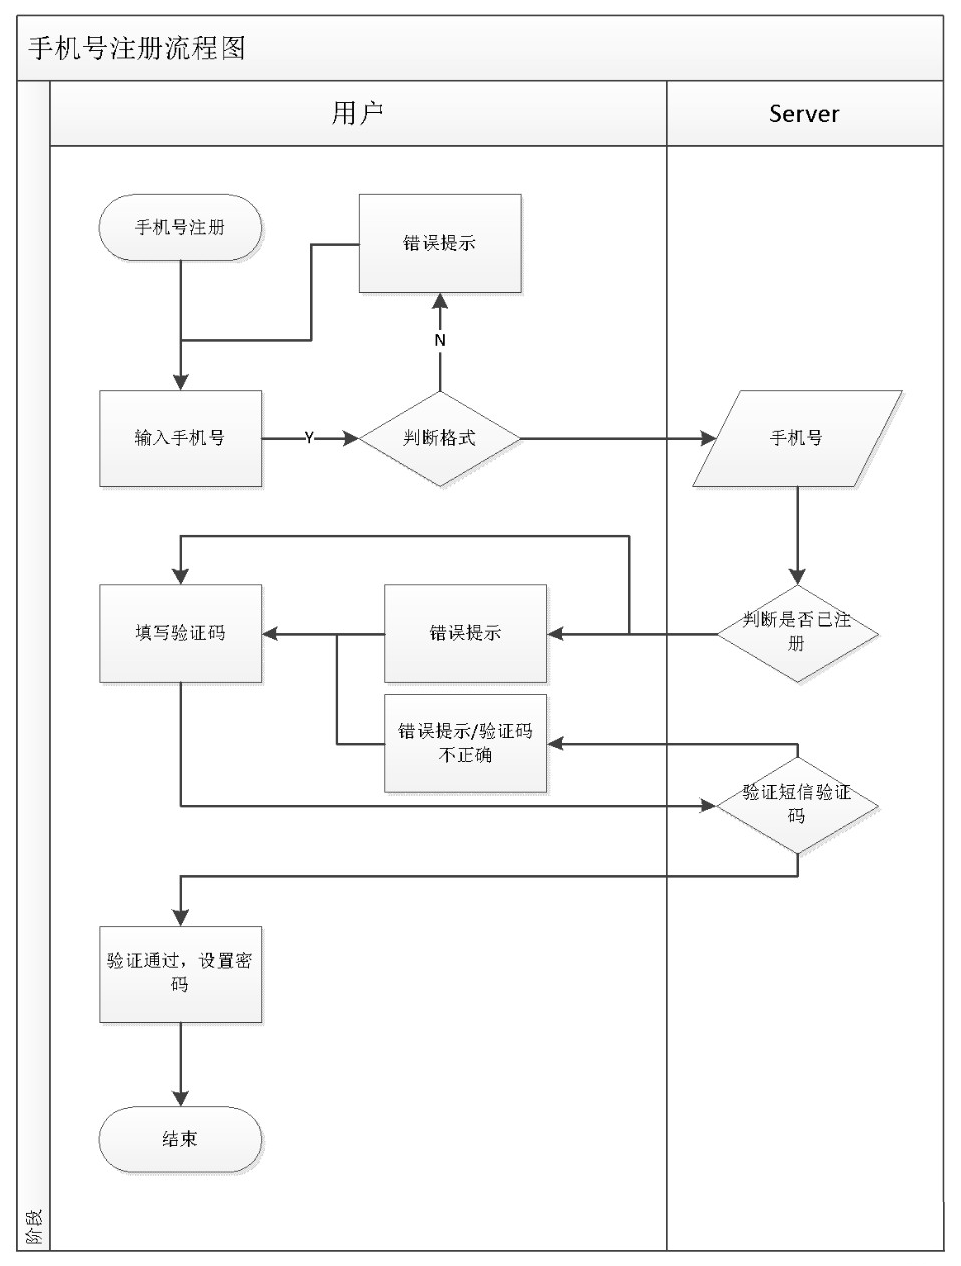 手机号注册流程图
用户
Server
手机号注册
错误提示
N
输入手机号
Y
判断格式
手机号
填写验证码
错误提示
判断是否已注
册
错误提示/验证码
不正确
验证短信验证
码
验证通过，设置密
码
结束
阶段